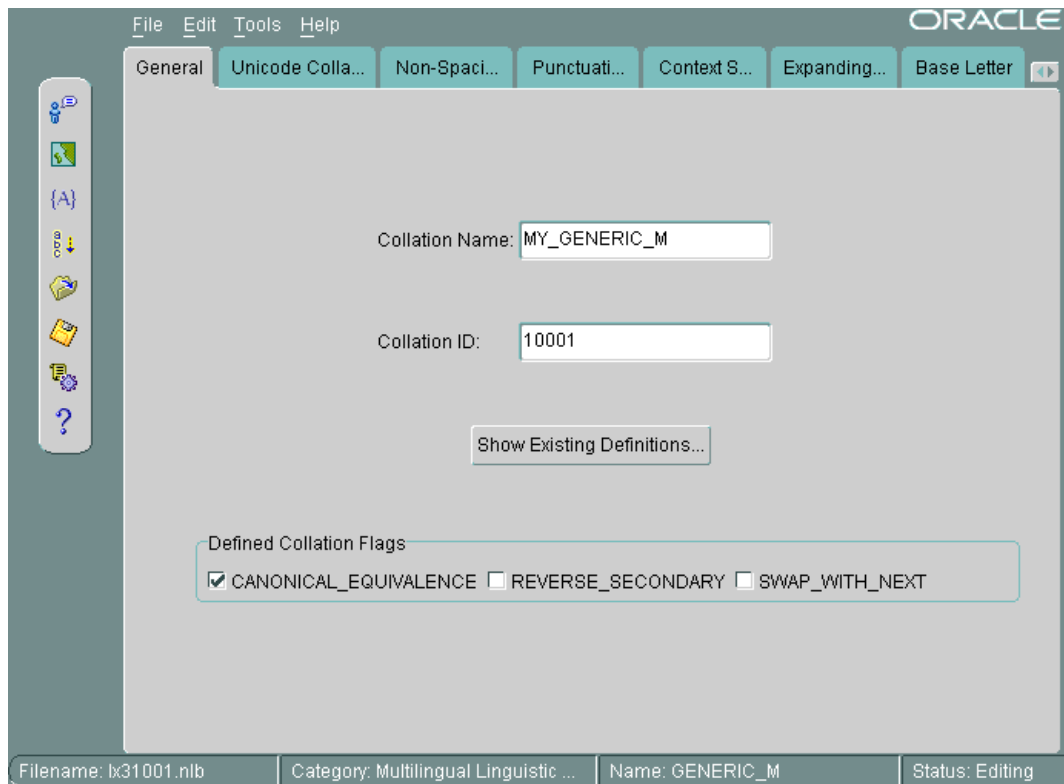 File Edit Tools Help
ORACLE
General Unicode Colla... Non-Spaci... Punctuati... Context S... Expanding... Base Letter
{A}
a
b
c
?
Collation Name: MY_GENERIC_M
Collation ID: 10001
Show Existing Definitions...
Defined Collation Flags
CANONICAL_EQUIVALENCE REVERSE_SECONDARY SWAP_WITH_NEXT
Filename: lx31001.nlb Category: Multilingual Linguistic ... Name: GENERIC_M Status: Editing